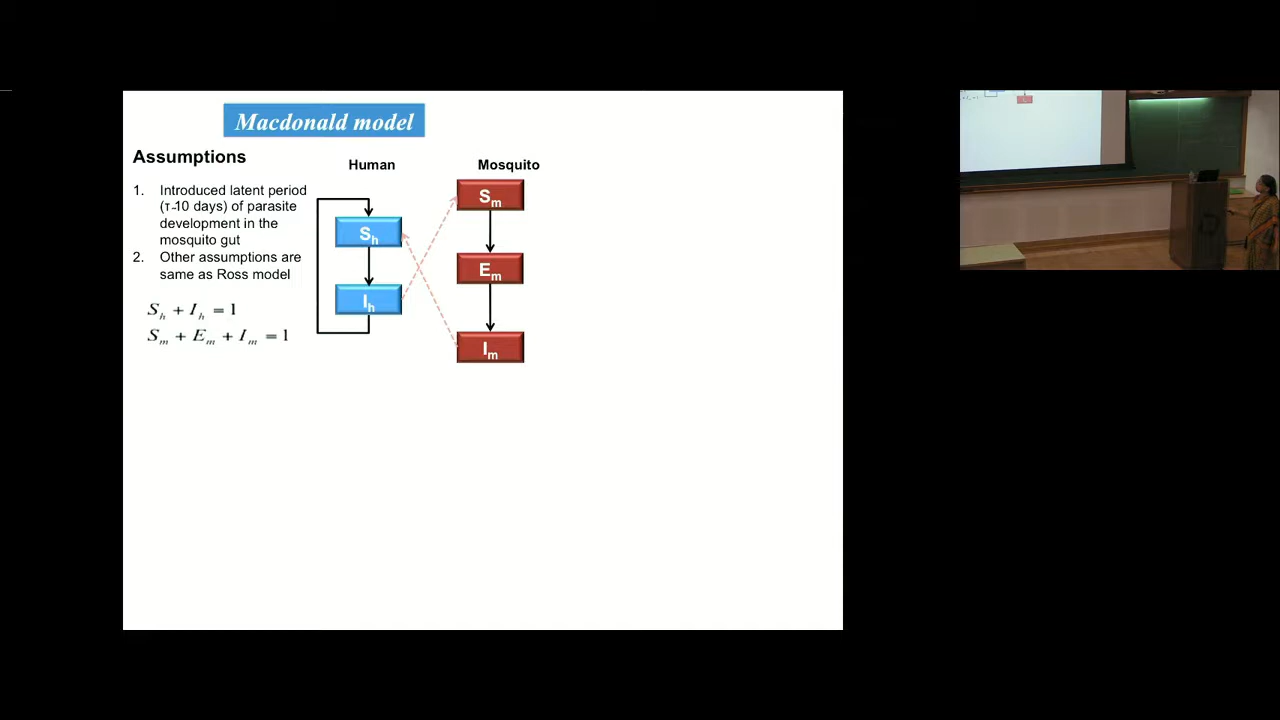 Macdonald model
Assumptions
1. Introduced latent period
(τ-10 days) of parasite
development in the
mosquito gut
2. Other assumptions are
same as Ross model
S_h + I_h = 1
S_m + E_m + I_m = 1
Human
S_h
I_h
Mosquito
S_m
E_m
I_m